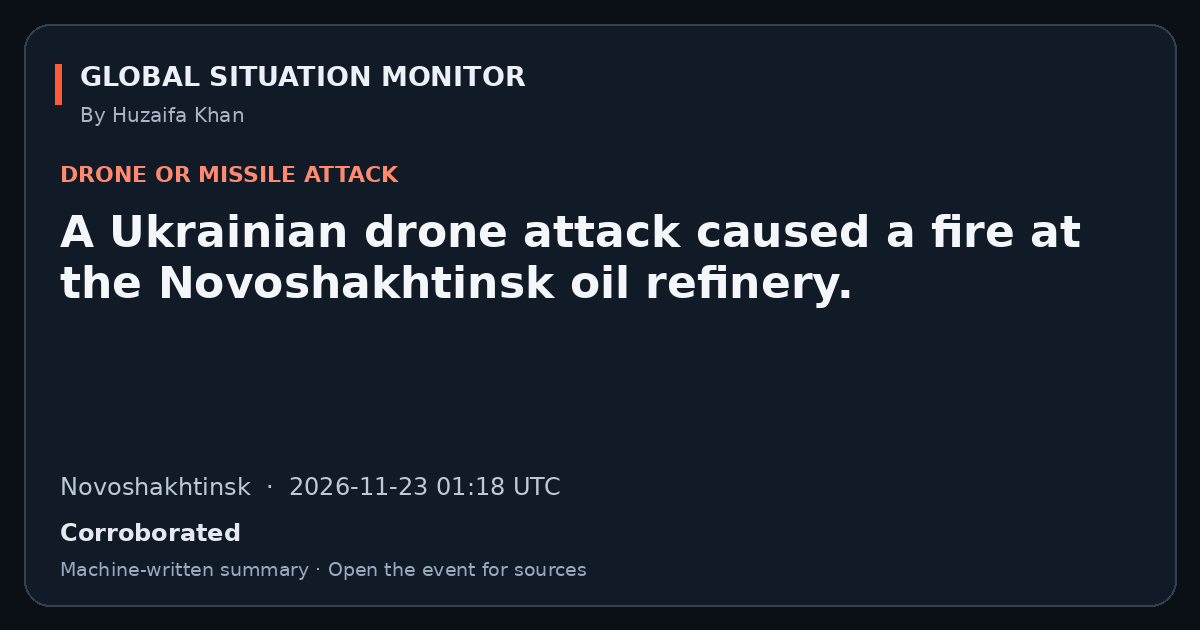 GLOBAL SITUATION MONITOR
By Huzaifa Khan
DRONE OR MISSILE ATTACK
A Ukrainian drone attack caused a fire at
the Novoshakhtinsk oil refinery.
Novoshakhtinsk · 2026-11-23 01:18 UTC
Corroborated
Machine-written summary · Open the event for sources